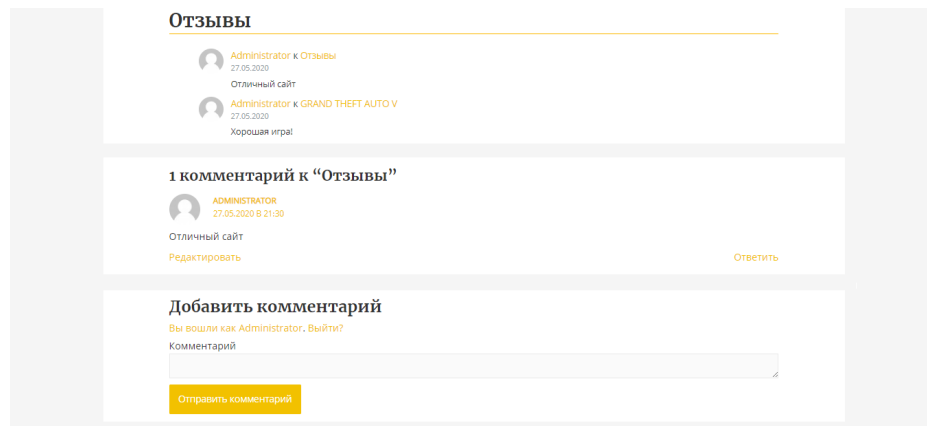 Отзывы
Administrator к Отзывы
27.05.2020
Отличный сайт
Administrator к GRAND THEFT AUTO V
27.05.2020
Хорошая игра!
1 комментарий к “Отзывы”
ADMINISTRATOR
27.05.2020 В 21:30
Отличный сайт
Редактировать Ответить
Добавить комментарий
Вы вошли как Administrator. Выйти?
Комментарий
Отправить комментарий